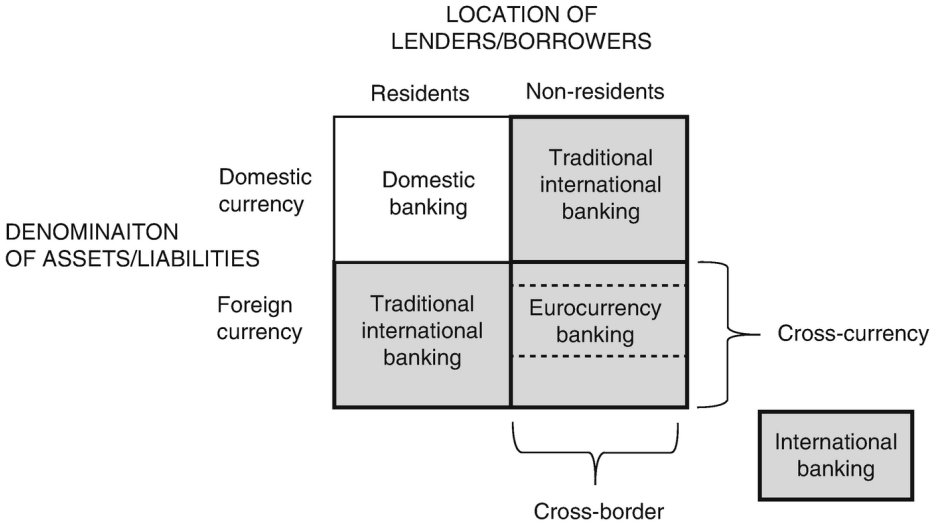 LOCATION OF
LENDERS/BORROWERS
Residents
Non-residents
Domestic
currency
Domestic
banking
Traditional
international
banking
DENOMINAITON
OF ASSETS/LIABILITIES
Foreign
currency
Traditional
international
banking
Eurocurrency
banking
Cross-currency
International
banking
Cross-border